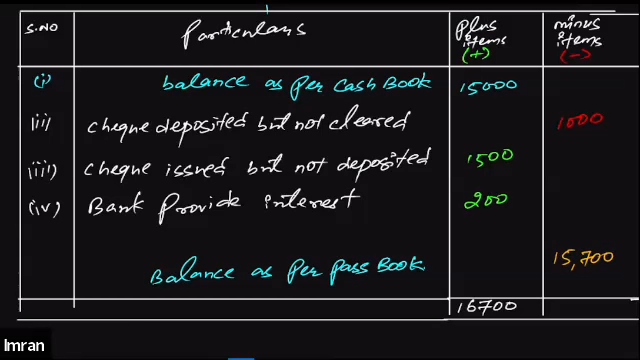 S.NO Particulars Plus items (+) minus items (-)
(i) balance as per Cash Book 15000
(ii) cheque deposited but not cleared 1000
(iii) cheque issued but not deposited 1500
(iv) Bank Provide interest 200
Balance as per pass Book 15,700
16700
Imran